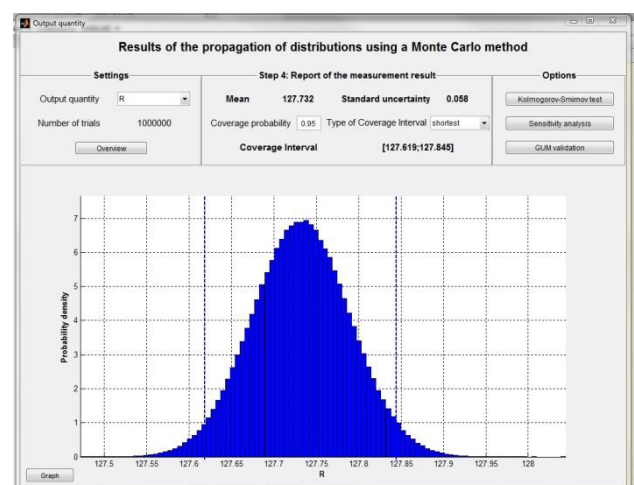 Output quantity
Results of the propagation of distributions using a Monte Carlo method
Settings
Output quantity R
Number of trials 1000000
Overview
Step 4: Report of the measurement result
Mean 127.732 Standard uncertainty 0.058
Coverage probability 0.95 Type of Coverage Interval shortest
Coverage Interval [127.619;127.845]
Options
Kolmogorov-Smirnov test
Sensitivity analysis
GUM validation
Probability density
7
6
5
4
3
2
1
0
127.5 127.55 127.6 127.65 127.7 127.75 127.8 127.85 127.9 127.95 128
R
Graph